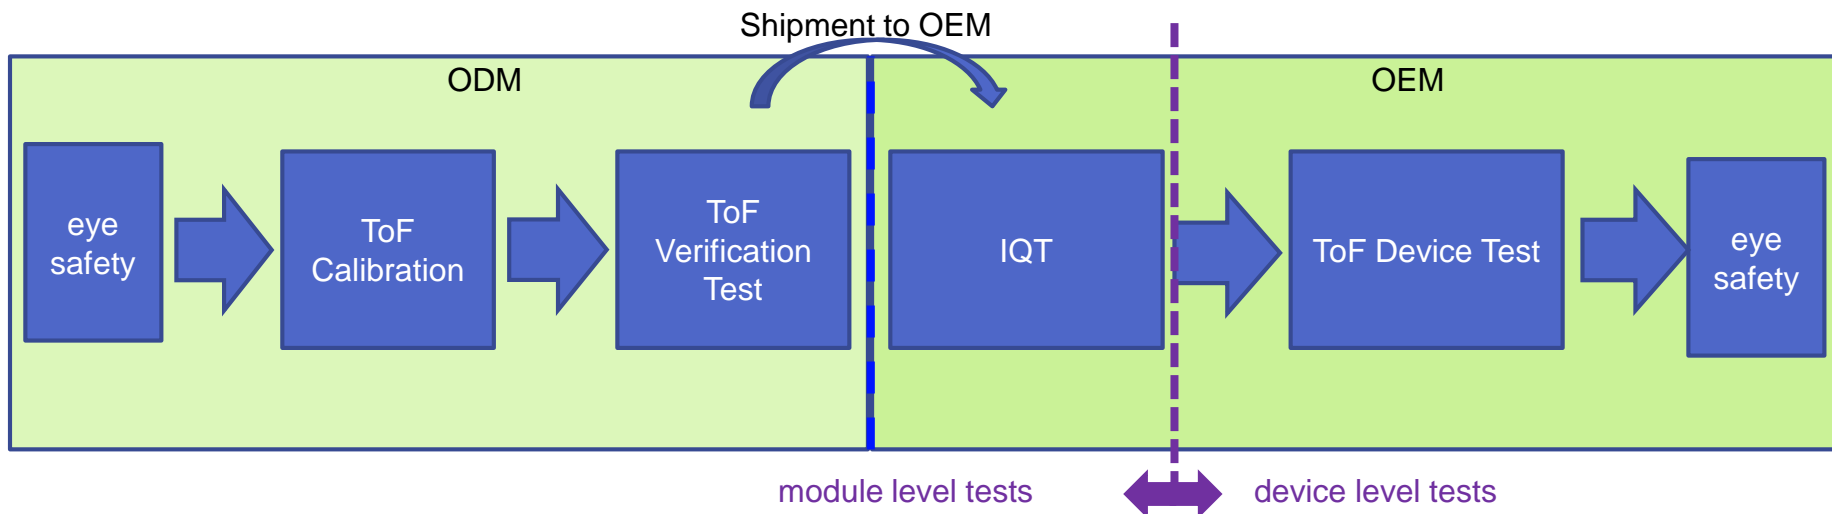 Shipment to OEM
ODM
OEM
eye
safety
ToF
Calibration
ToF
Verification
Test
IQT
ToF Device Test
eye
safety
module level tests
device level tests